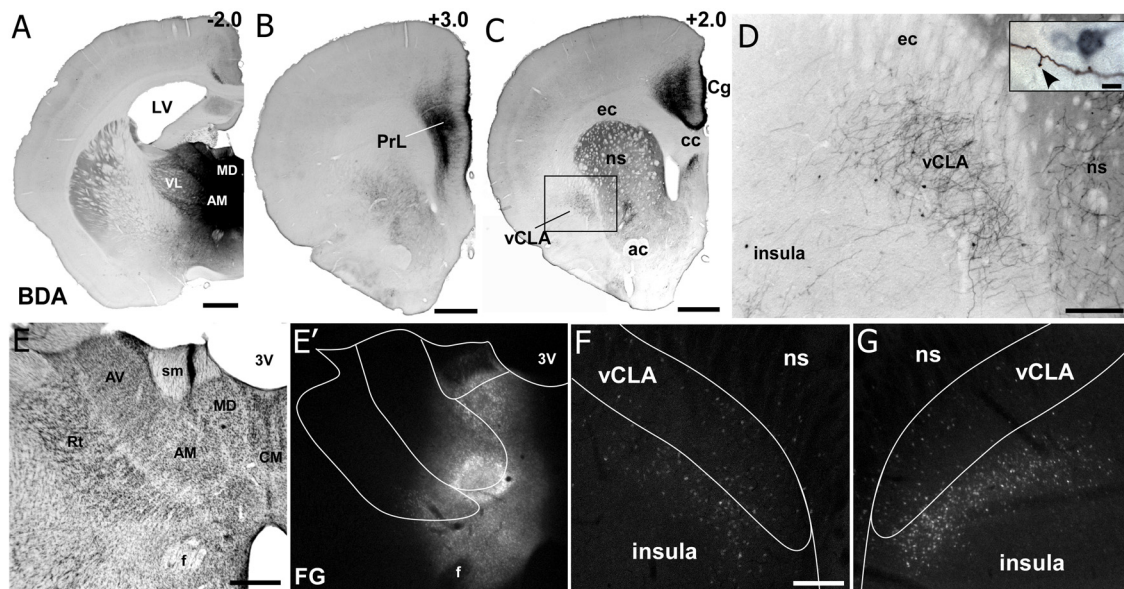 A
-2.0
LV
MD
VL
AM
BDA
B
+3.0
PrL
C
+2.0
Cg
ec
cc
ns
vCLA
ac
D
ec
vCLA
ns
insula
E
3V
sm
AV
MD
Rt
AM
CM
f
E′
3V
f
FG
F
ns
vCLA
insula
G
ns
vCLA
insula